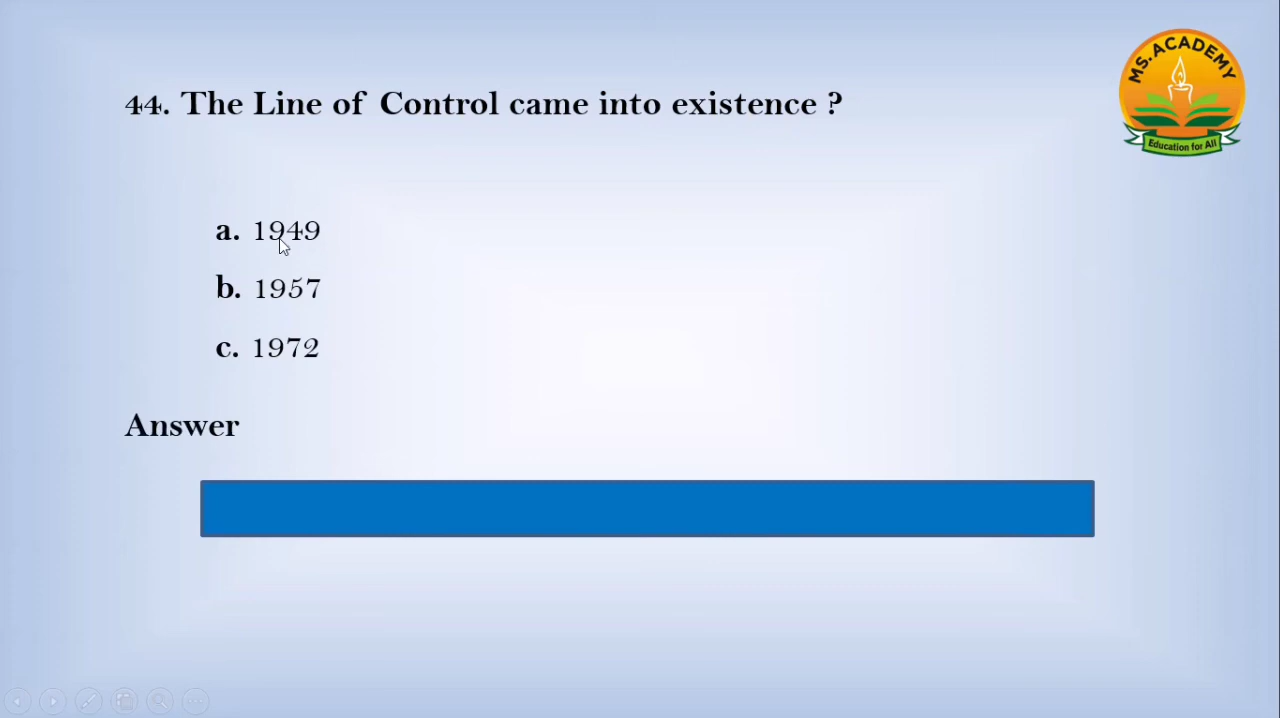 MS. ACADEMY
Education for All
44. The Line of Control came into existence ?
a. 1949
b. 1957
c. 1972
Answer